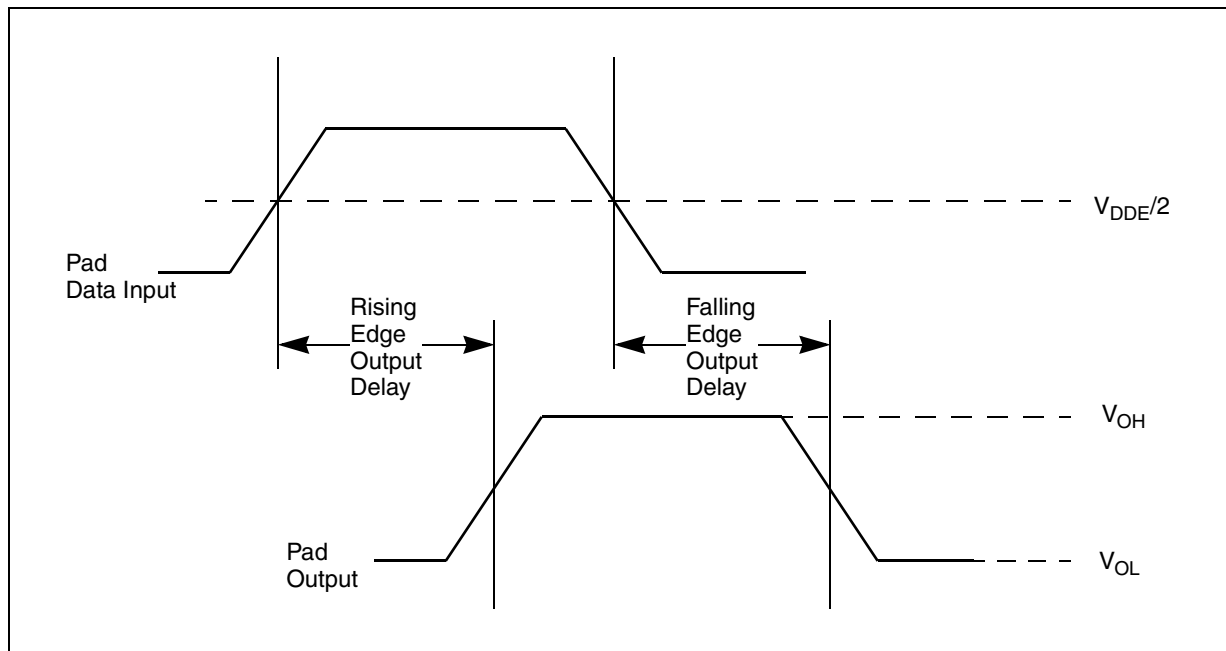 V_DDE/2
Pad
Data Input
Rising
Edge
Output
Delay
Falling
Edge
Output
Delay
V_OH
Pad
Output
V_OL